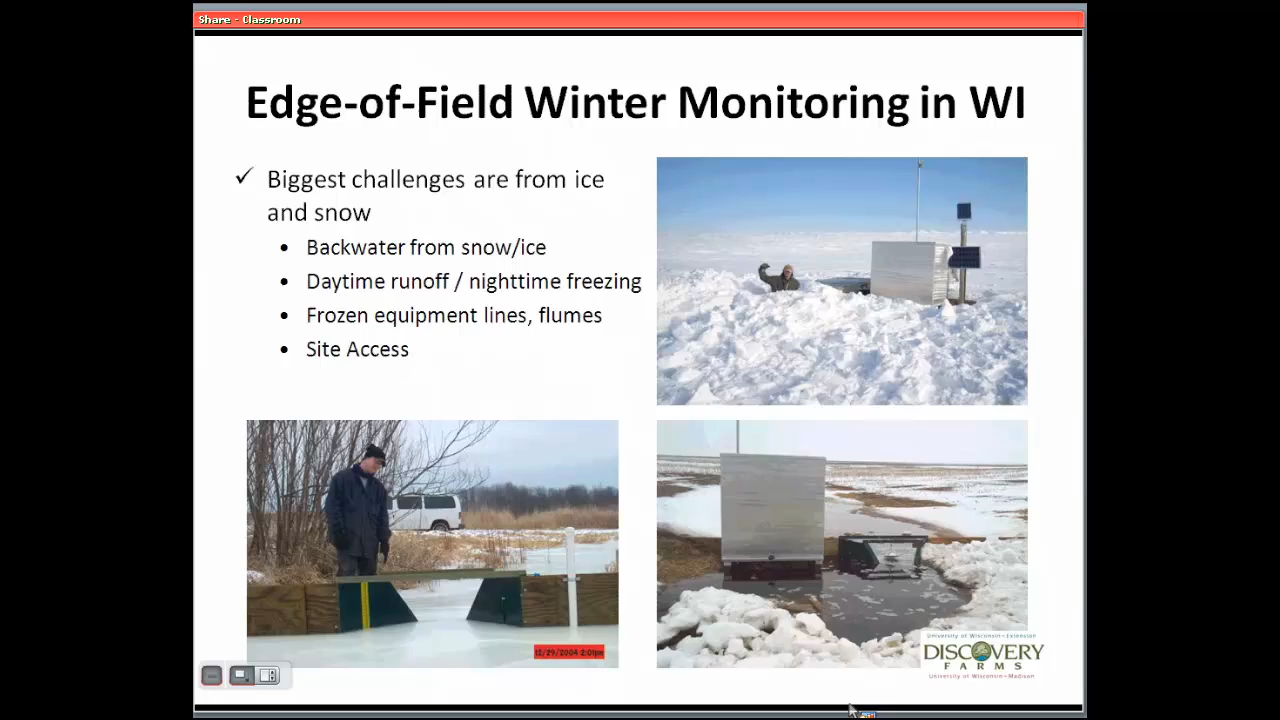 Share - Classroom
Edge-of-Field Winter Monitoring in WI
Biggest challenges are from ice
and snow
Backwater from snow/ice
Daytime runoff / nighttime freezing
Frozen equipment lines, flumes
Site Access
12/29/2004 2:01pm
University of Wisconsin-Extension
DISCOVERY
FARMS
University of Wisconsin-Madison